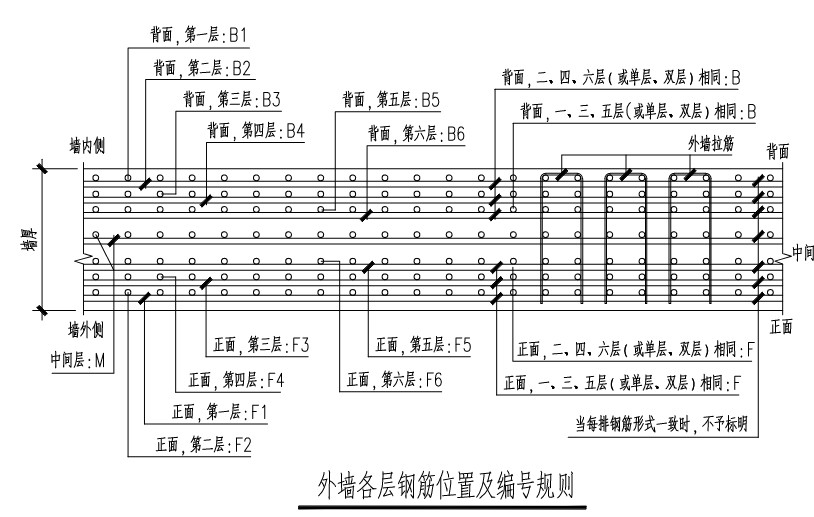 背面,第一层:B1
背面,第二层:B2
背面,第三层:B3
背面,第四层:B4
背面,第五层:B5
背面,第六层:B6
背面,二、四、六层(或单层、双层)相同:B
背面,一、三、五层(或单层、双层)相同:B
外墙拉筋
墙内侧
背面
墙厚
中间
墙外侧
正面
中间层:M
正面,第三层:F3
正面,第五层:F5
正面,二、四、六层(或单层、双层)相同:F
正面,第四层:F4
正面,第六层:F6
正面,一、三、五层(或单层、双层)相同:F
正面,第一层:F1
当每排钢筋形式一致时,不予标明
正面,第二层:F2
外墙各层钢筋位置及编号规则